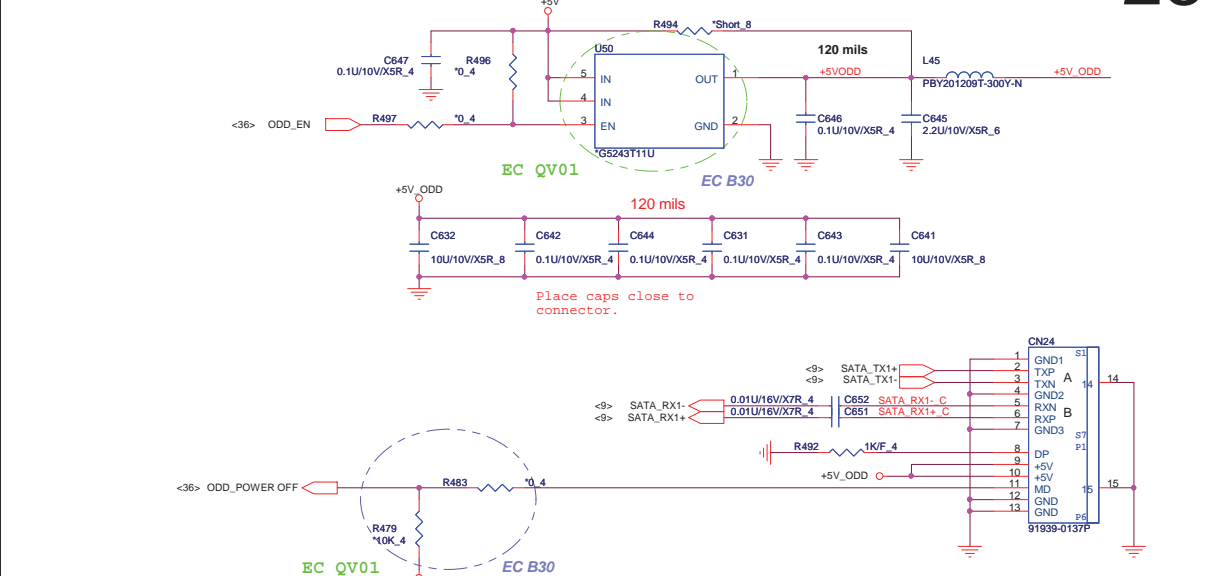 +5V
R494 *Short_8
U50
120 mils
C647
0.1U/10V/X5R_4
R496
*0_4
5 IN
4 IN
3 EN
OUT 1
GND 2
+5VODD
L45
PBY201209T-300Y-N
+5V_ODD
<36> ODD_EN
R497 *0_4
C646
0.1U/10V/X5R_4
C645
2.2U/10V/X5R_6
*G5243T11U
EC QV01
EC B30
+5V_ODD
120 mils
C632
10U/10V/X5R_8
C642
0.1U/10V/X5R_4
C644
0.1U/10V/X5R_4
C631
0.1U/10V/X5R_4
C643
0.1U/10V/X5R_4
C641
10U/10V/X5R_8
Place caps close to
connector.
CN24
<9> SATA_TX1+
<9> SATA_TX1-
<9> SATA_RX1-
<9> SATA_RX1+
0.01U/16V/X7R_4 C652 SATA_RX1-_C
0.01U/16V/X7R_4 C651 SATA_RX1+_C
1 GND1 S1
2 TXP
3 TXN A 14 14
4 GND2
5 RXN
6 RXP B
7 GND3
S7
P1
R492 1K/F_4
8 DP
9 +5V
+5V_ODD
10 +5V
11 MD 15 15
12 GND
13 GND
P6
91939-0137P
<36> ODD_POWER OFF
R483 *0_4
R479
*10K_4
EC QV01
EC B30